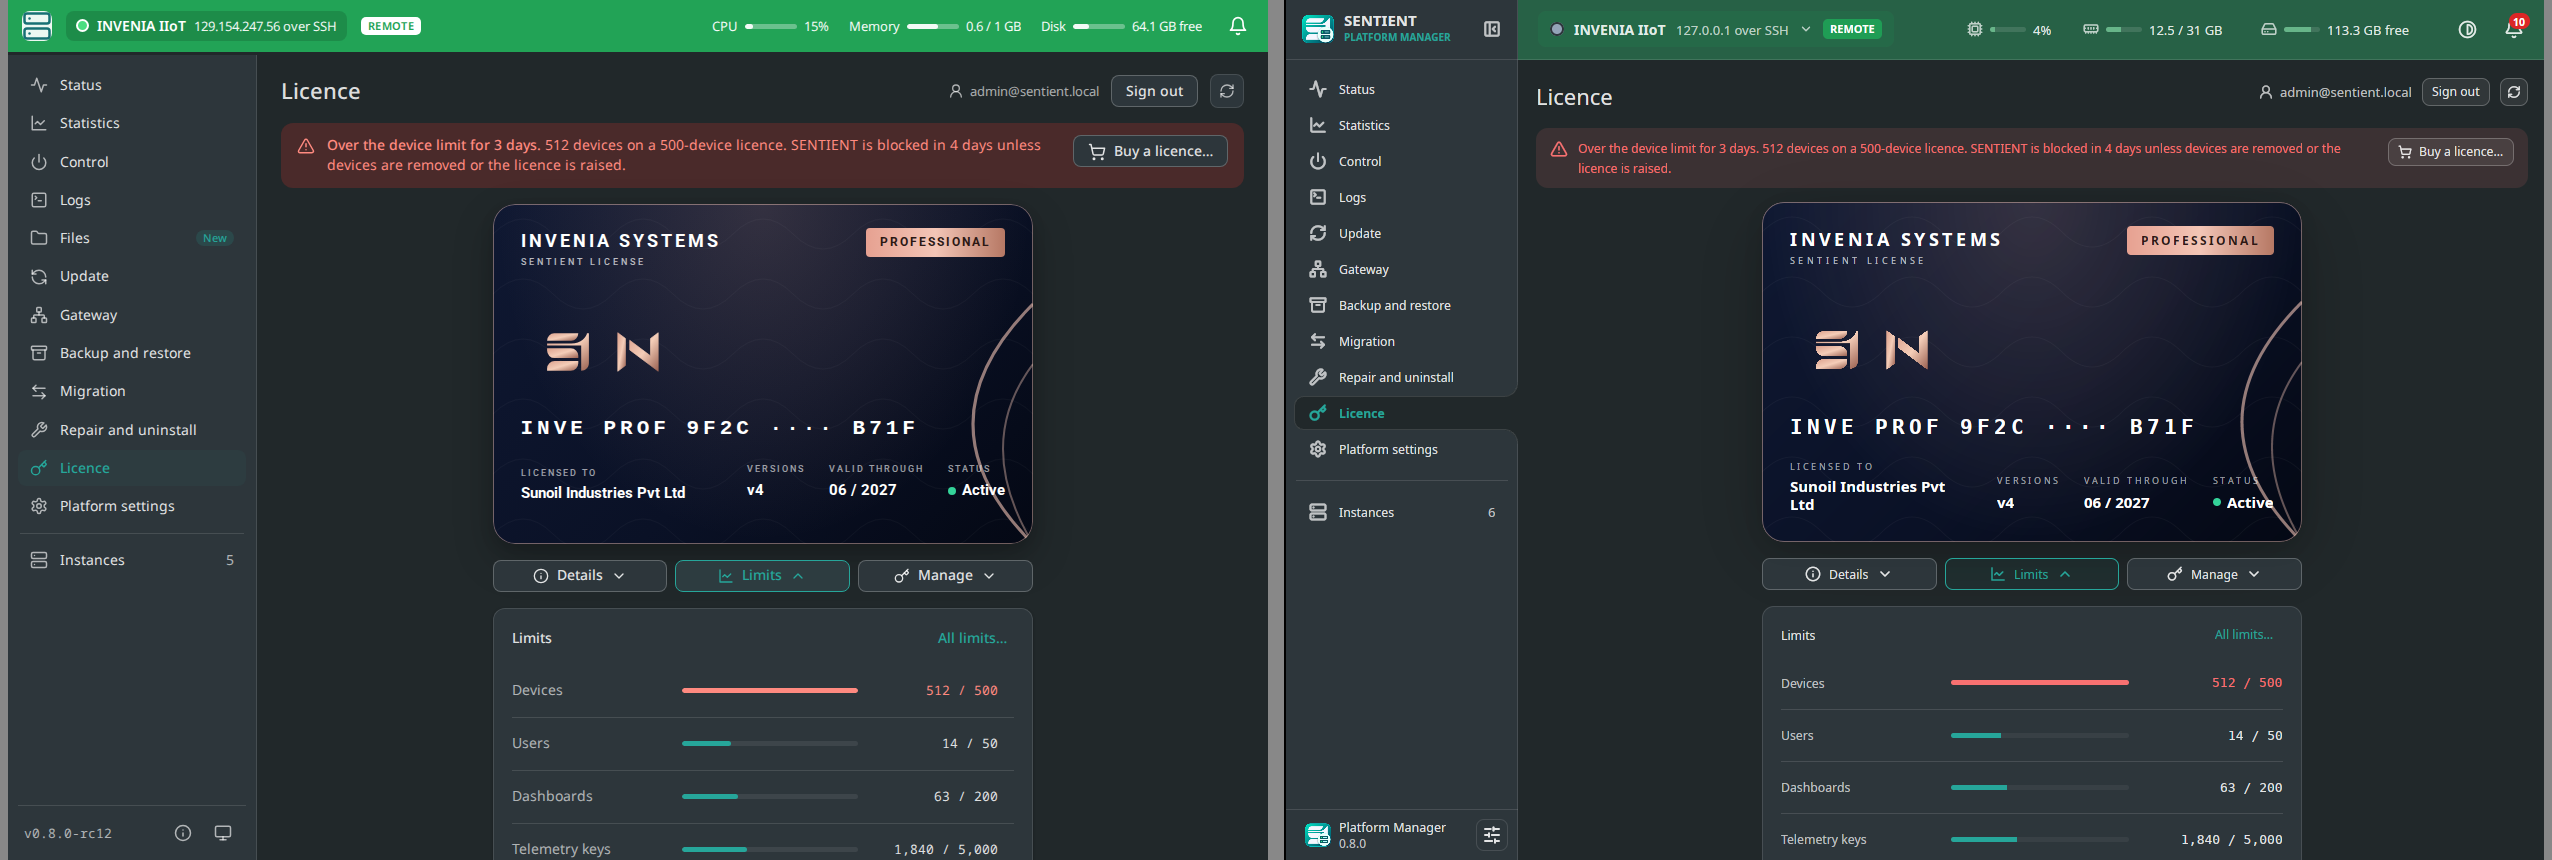 INVENIA IIoT 129.154.247.56 over SSH REMOTE
CPU 15% Memory 0.6 / 1 GB Disk 64.1 GB free
Status
Statistics
Control
Logs
Files New
Update
Gateway
Backup and restore
Migration
Repair and uninstall
Licence
Platform settings
Instances 5
v0.8.0-rc12
Licence
admin@sentient.local Sign out
Over the device limit for 3 days. 512 devices on a 500-device licence. SENTIENT is blocked in 4 days unless
devices are removed or the licence is raised.
Buy a licence...
INVENIA SYSTEMS
SENTIENT LICENSE
PROFESSIONAL
INVE PROF 9F2C ···· B71F
LICENSED TO
Sunoil Industries Pvt Ltd
VERSIONS
v4
VALID THROUGH
06 / 2027
STATUS
Active
Details Limits Manage
Limits All limits...
Devices 512 / 500
Users 14 / 50
Dashboards 63 / 200
Telemetry keys 1,840 / 5,000
SENTIENT
PLATFORM MANAGER
INVENIA IIoT 127.0.0.1 over SSH REMOTE
4% 12.5 / 31 GB 113.3 GB free 10
Status
Statistics
Control
Logs
Update
Gateway
Backup and restore
Migration
Repair and uninstall
Licence
Platform settings
Instances 6
Platform Manager
0.8.0
Licence
admin@sentient.local Sign out
Over the device limit for 3 days. 512 devices on a 500-device licence. SENTIENT is blocked in 4 days unless devices are removed or the
licence is raised.
Buy a licence...
INVENIA SYSTEMS
SENTIENT LICENSE
PROFESSIONAL
INVE PROF 9F2C ···· B71F
LICENSED TO
Sunoil Industries Pvt
Ltd
VERSIONS
v4
VALID THROUGH
06 / 2027
STATUS
Active
Details Limits Manage
Limits All limits...
Devices 512 / 500
Users 14 / 50
Dashboards 63 / 200
Telemetry keys 1,840 / 5,000